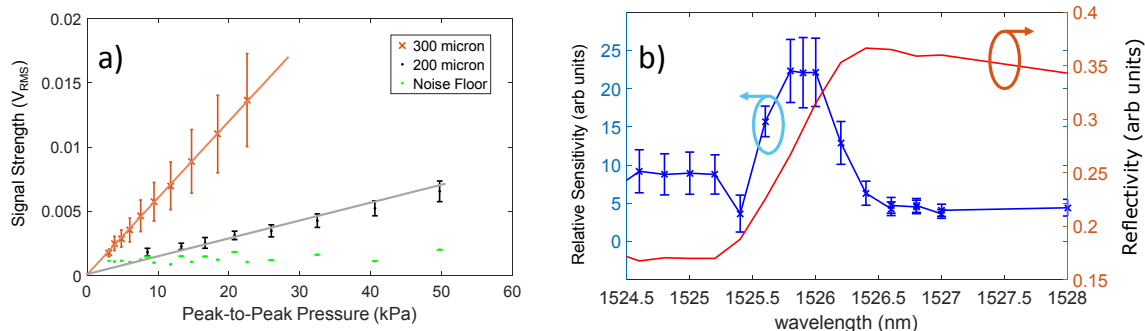 a)
300 micron
200 micron
Noise Floor
Signal Strength (V_RMS)
0.02
0.015
0.01
0.005
0
0 10 20 30 40 50 60
Peak-to-Peak Pressure (kPa)
b)
Relative Sensitivity (arb units)
25
20
15
10
5
0
1524.5 1525 1525.5 1526 1526.5 1527 1527.5 1528
wavelength (nm)
0.4
0.35
0.3
0.25
0.2
0.15
Reflectivity (arb units)